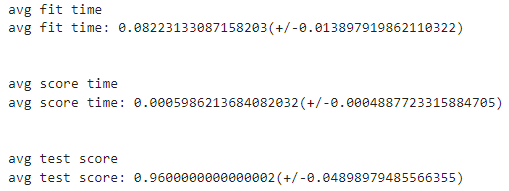 avg fit time
avg fit time: 0.08223133087158203(+/-0.013897919862110322)
avg score time
avg score time: 0.0005986213684082032(+/-0.0004887723315884705)
avg test score
avg test score: 0.9600000000000002(+/-0.04898979485566355)